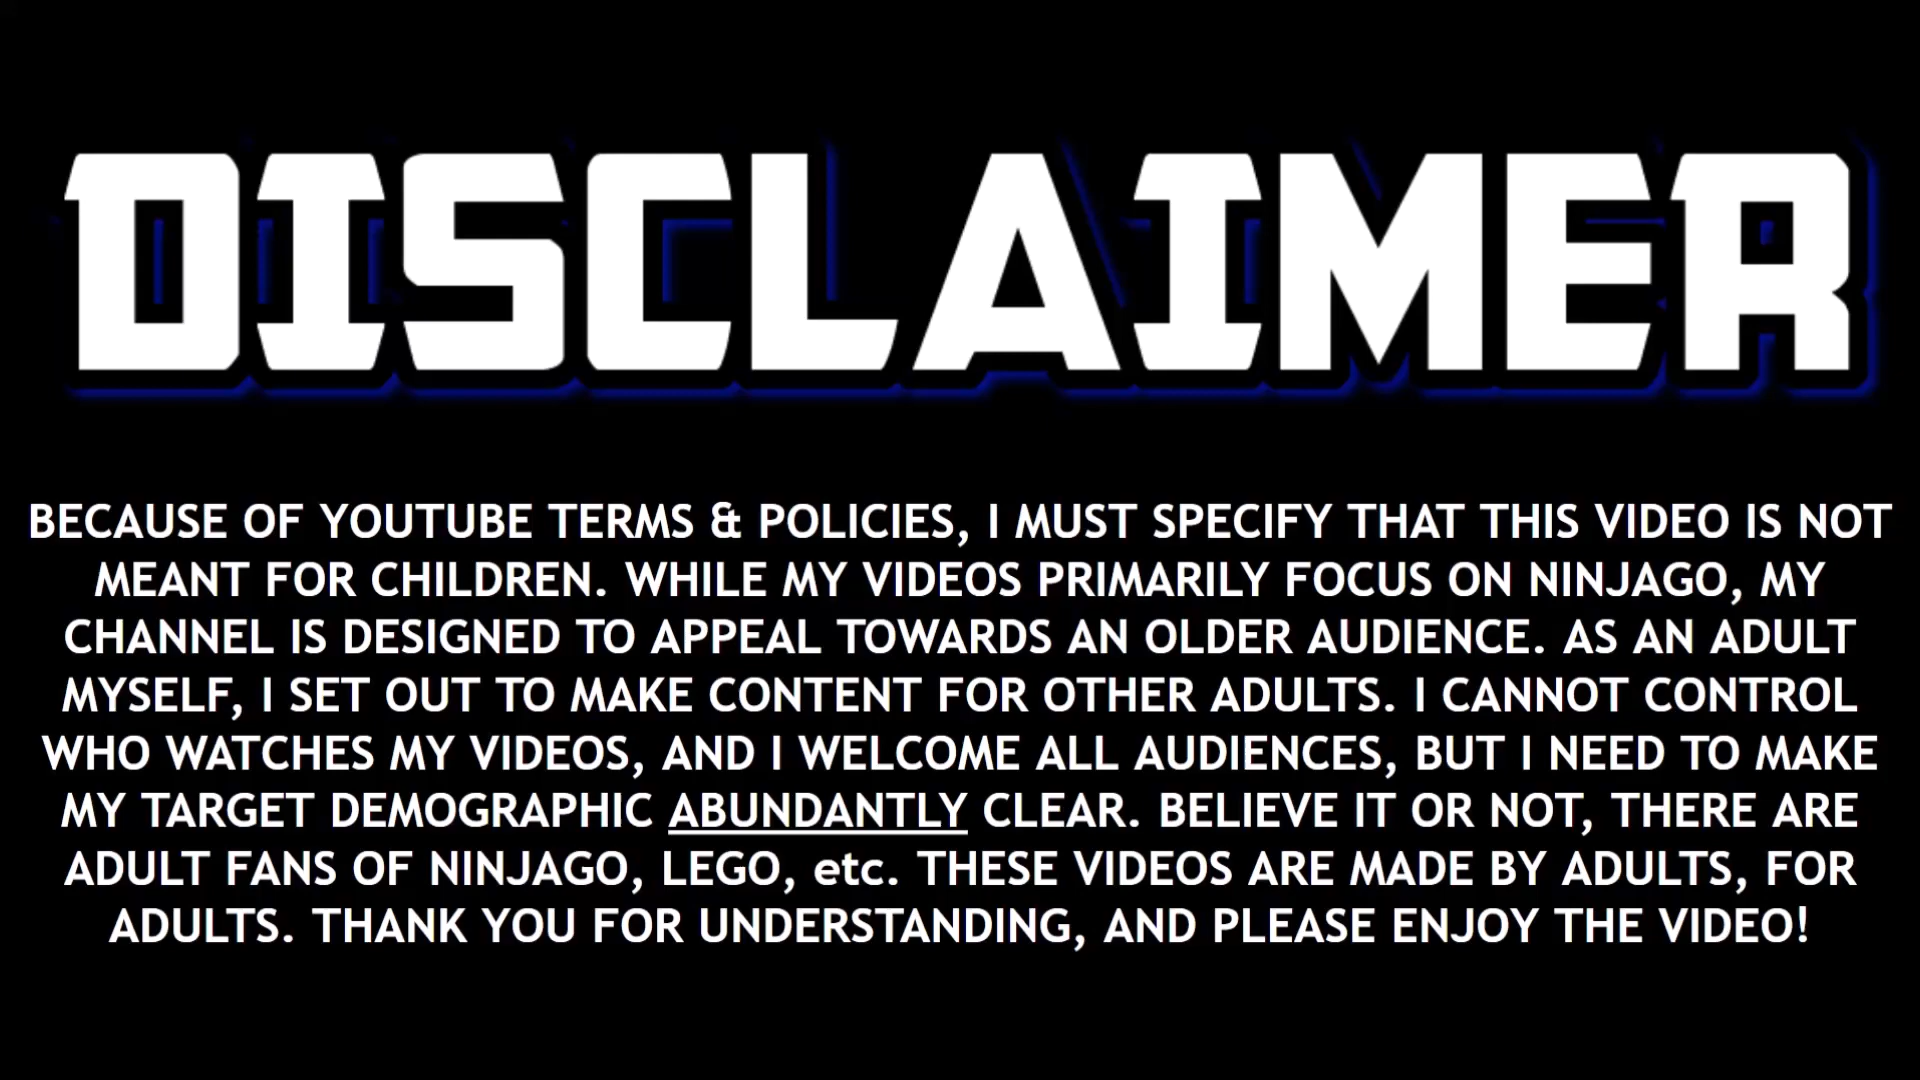 DISCLAIMER
BECAUSE OF YOUTUBE TERMS & POLICIES, I MUST SPECIFY THAT THIS VIDEO IS NOT
MEANT FOR CHILDREN. WHILE MY VIDEOS PRIMARILY FOCUS ON NINJAGO, MY
CHANNEL IS DESIGNED TO APPEAL TOWARDS AN OLDER AUDIENCE. AS AN ADULT
MYSELF, I SET OUT TO MAKE CONTENT FOR OTHER ADULTS. I CANNOT CONTROL
WHO WATCHES MY VIDEOS, AND I WELCOME ALL AUDIENCES, BUT I NEED TO MAKE
MY TARGET DEMOGRAPHIC ABUNDANTLY CLEAR. BELIEVE IT OR NOT, THERE ARE
ADULT FANS OF NINJAGO, LEGO, etc. THESE VIDEOS ARE MADE BY ADULTS, FOR
ADULTS. THANK YOU FOR UNDERSTANDING, AND PLEASE ENJOY THE VIDEO!